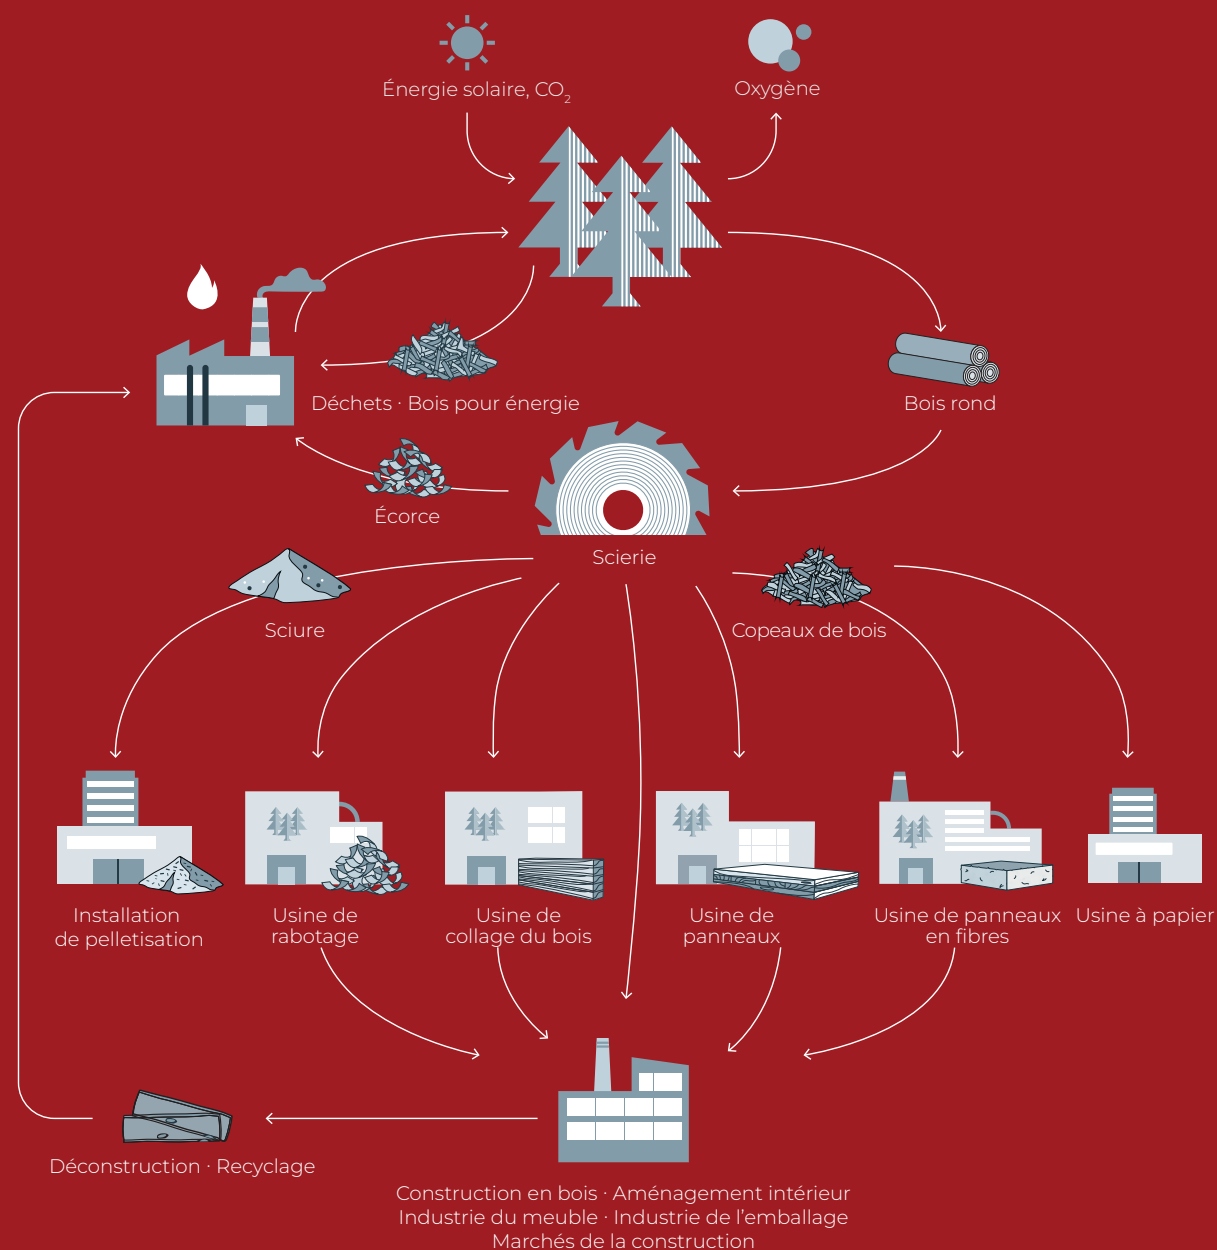 Énergie solaire, CO₂
Oxygène
Déchets · Bois pour énergie
Bois rond
Écorce
Scierie
Sciure
Copeaux de bois
Installation
de pelletisation
Usine de
rabotage
Usine de
collage du bois
Usine de
panneaux
Usine de panneaux
en fibres
Usine à papier
Déconstruction · Recyclage
Construction en bois · Aménagement intérieur
Industrie du meuble · Industrie de l’emballage
Marchés de la construction